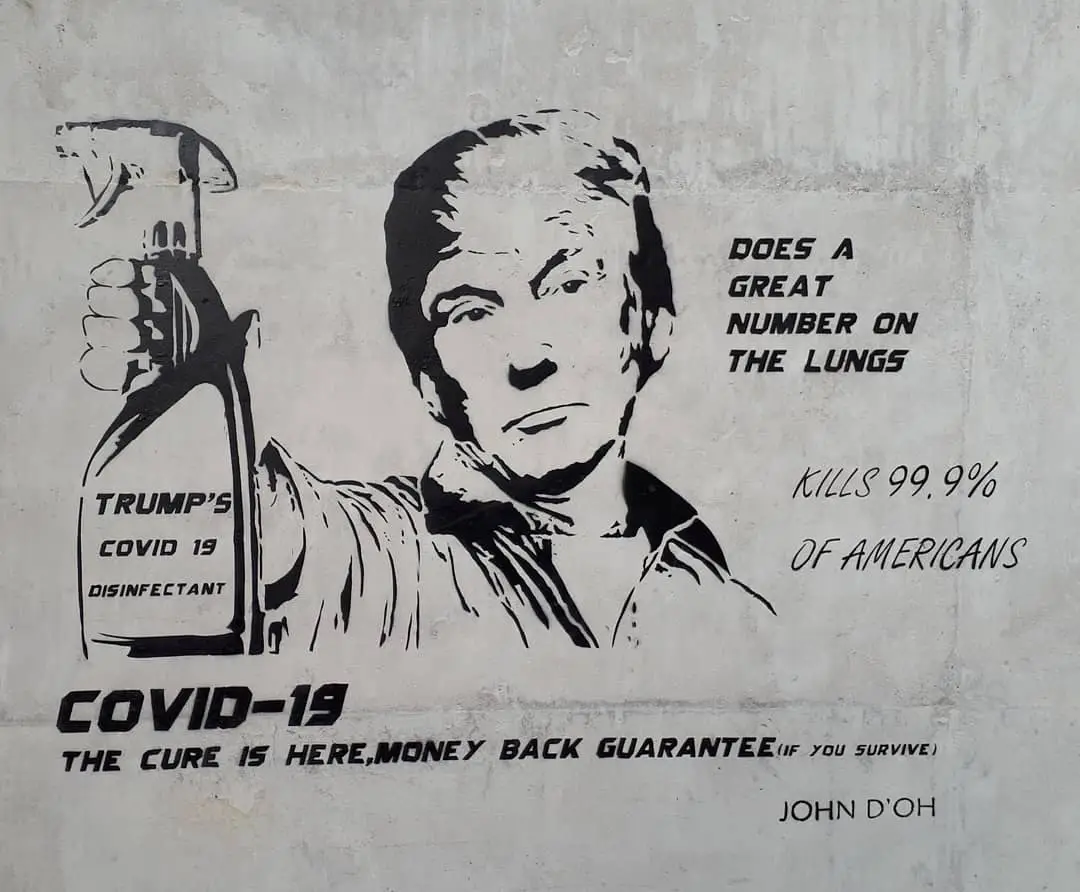 DOES A
GREAT
NUMBER ON
THE LUNGS
KILLS 99.9%
OF AMERICANS
TRUMP'S
COVID 19
DISINFECTANT
COVID-19
THE CURE IS HERE,MONEY BACK GUARANTEE(IF YOU SURVIVE)
JOHN D'OH